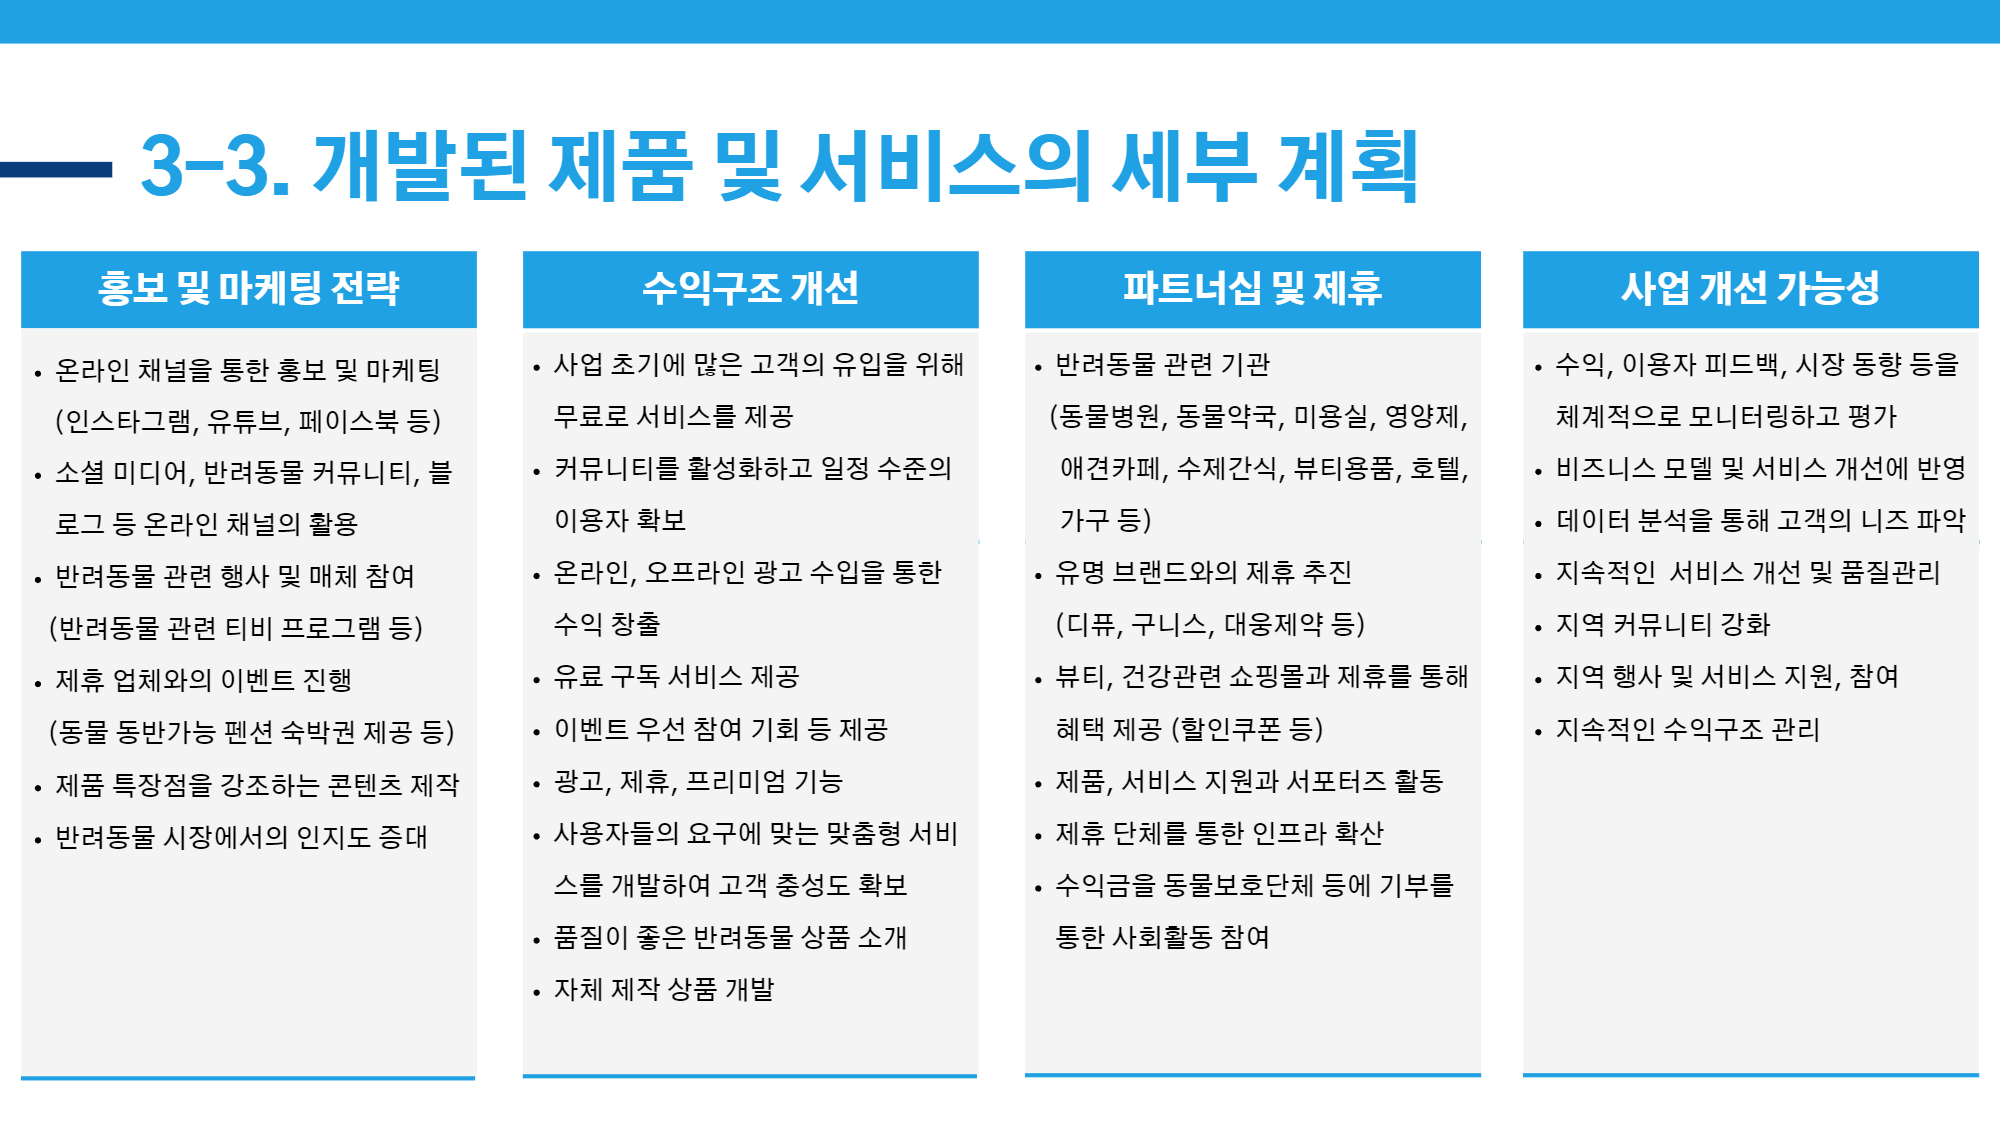 3-3. 개발된 제품 및 서비스의 세부 계획
홍보 및 마케팅 전략
• 온라인 채널을 통한 홍보 및 마케팅
(인스타그램, 유튜브, 페이스북 등)
• 소셜 미디어, 반려동물 커뮤니티, 블
로그 등 온라인 채널의 활용
• 반려동물 관련 행사 및 매체 참여
(반려동물 관련 티비 프로그램 등)
• 제휴 업체와의 이벤트 진행
(동물 동반가능 펜션 숙박권 제공 등)
• 제품 특장점을 강조하는 콘텐츠 제작
• 반려동물 시장에서의 인지도 증대
수익구조 개선
• 사업 초기에 많은 고객의 유입을 위해
무료로 서비스를 제공
• 커뮤니티를 활성화하고 일정 수준의
이용자 확보
• 온라인, 오프라인 광고 수입을 통한
수익 창출
• 유료 구독 서비스 제공
• 이벤트 우선 참여 기회 등 제공
• 광고, 제휴, 프리미엄 기능
• 사용자들의 요구에 맞는 맞춤형 서비
스를 개발하여 고객 충성도 확보
• 품질이 좋은 반려동물 상품 소개
• 자체 제작 상품 개발
파트너십 및 제휴
• 반려동물 관련 기관
(동물병원, 동물약국, 미용실, 영양제,
애견카페, 수제간식, 뷰티용품, 호텔,
가구 등)
• 유명 브랜드와의 제휴 추진
(디퓨, 구니스, 대웅제약 등)
• 뷰티, 건강관련 쇼핑몰과 제휴를 통해
혜택 제공 (할인쿠폰 등)
• 제품, 서비스 지원과 서포터즈 활동
• 제휴 단체를 통한 인프라 확산
• 수익금을 동물보호단체 등에 기부를
통한 사회활동 참여
사업 개선 가능성
• 수익, 이용자 피드백, 시장 동향 등을
체계적으로 모니터링하고 평가
• 비즈니스 모델 및 서비스 개선에 반영
• 데이터 분석을 통해 고객의 니즈 파악
• 지속적인  서비스 개선 및 품질관리
• 지역 커뮤니티 강화
• 지역 행사 및 서비스 지원, 참여
• 지속적인 수익구조 관리